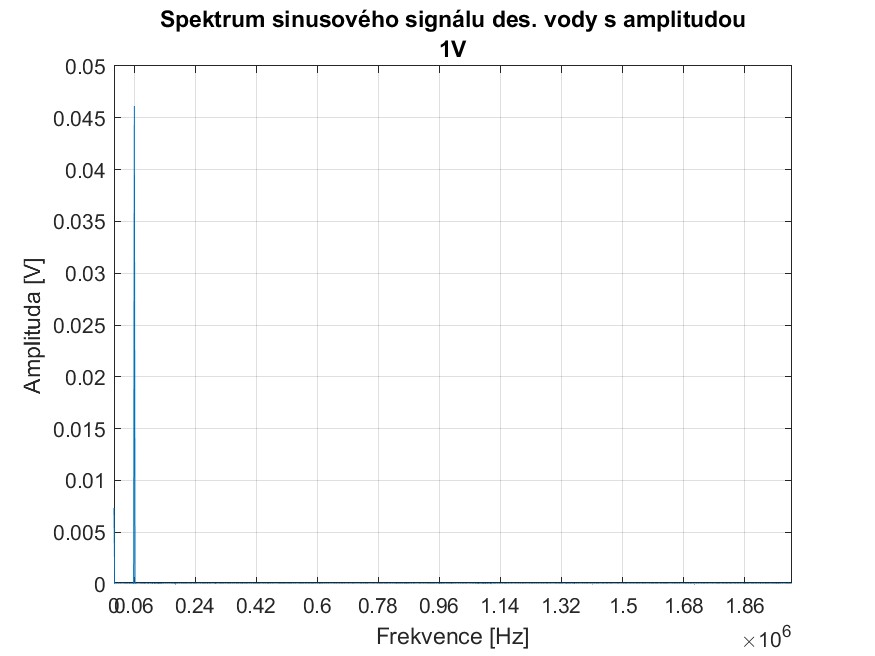 Spektrum sinusového signálu des. vody s amplitudou
1V
0.05
0.045
0.04
0.035
0.03
0.025
0.02
0.015
0.01
0.005
0
Amplituda [V]
0 0.06 0.24 0.42 0.6 0.78 0.96 1.14 1.32 1.5 1.68 1.86
Frekvence [Hz]
×10^6